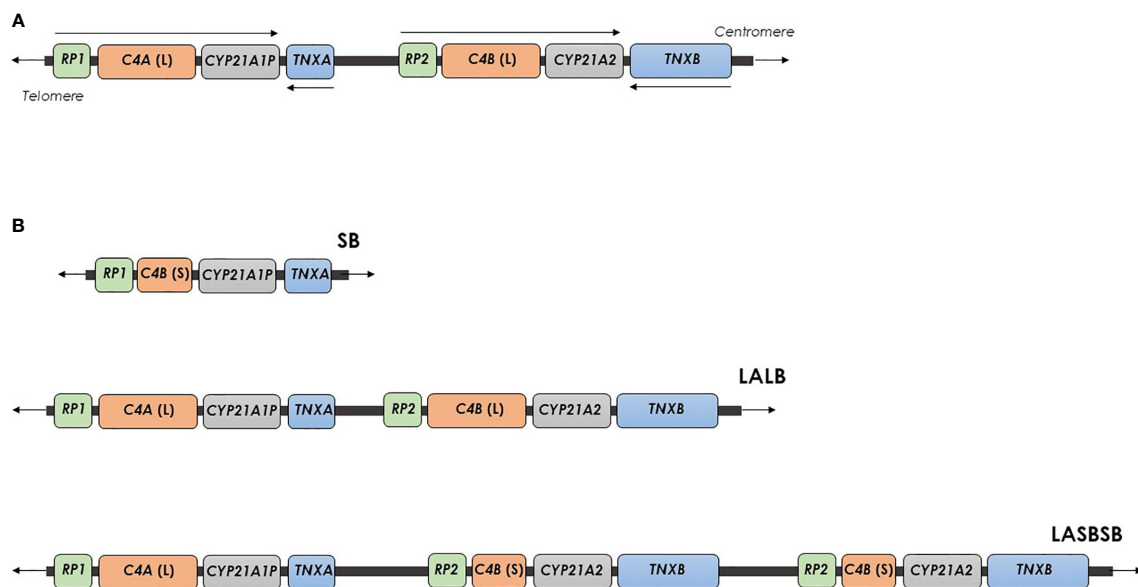 A
Centromere
RP1 C4A (L) CYP21A1P TNXA RP2 C4B (L) CYP21A2 TNXB
Telomere
B
SB
RP1 C4B (S) CYP21A1P TNXA
LALB
RP1 C4A (L) CYP21A1P TNXA RP2 C4B (L) CYP21A2 TNXB
LASBSB
RP1 C4A (L) CYP21A1P TNXA RP2 C4B (S) CYP21A2 TNXB RP2 C4B (S) CYP21A2 TNXB